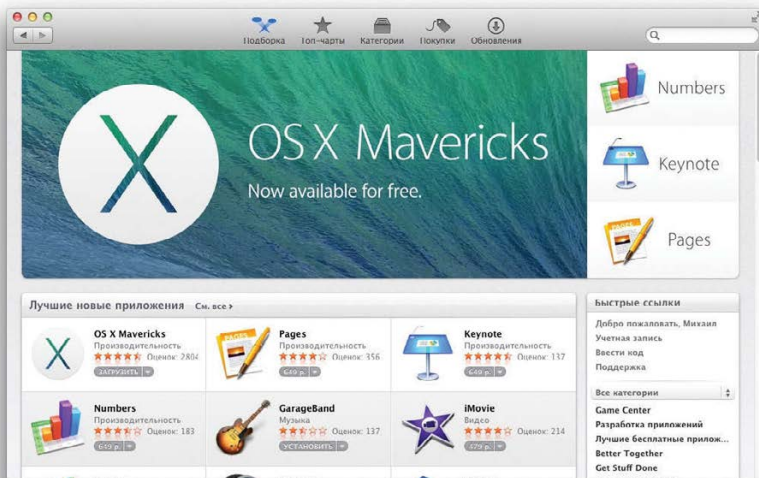 Подборка
Топ-чарты
Категории
Покупки
Обновления
OS X Mavericks
Now available for free.
Numbers
Keynote
Pages
Лучшие новые приложения См. все ›
OS X Mavericks
Производительность
Оценок: 2804
ЗАГРУЗИТЬ
Pages
Производительность
Оценок: 356
649 р.
Keynote
Производительность
Оценок: 137
649 р.
Numbers
Производительность
Оценок: 183
649 р.
GarageBand
Музыка
Оценок: 137
УСТАНОВИТЬ
iMovie
Видео
Оценок: 214
479 р.
Быстрые ссылки
Добро пожаловать, Михаил
Учетная запись
Ввести код
Поддержка
Все категории
Game Center
Разработка приложений
Лучшие бесплатные прилож...
Better Together
Get Stuff Done